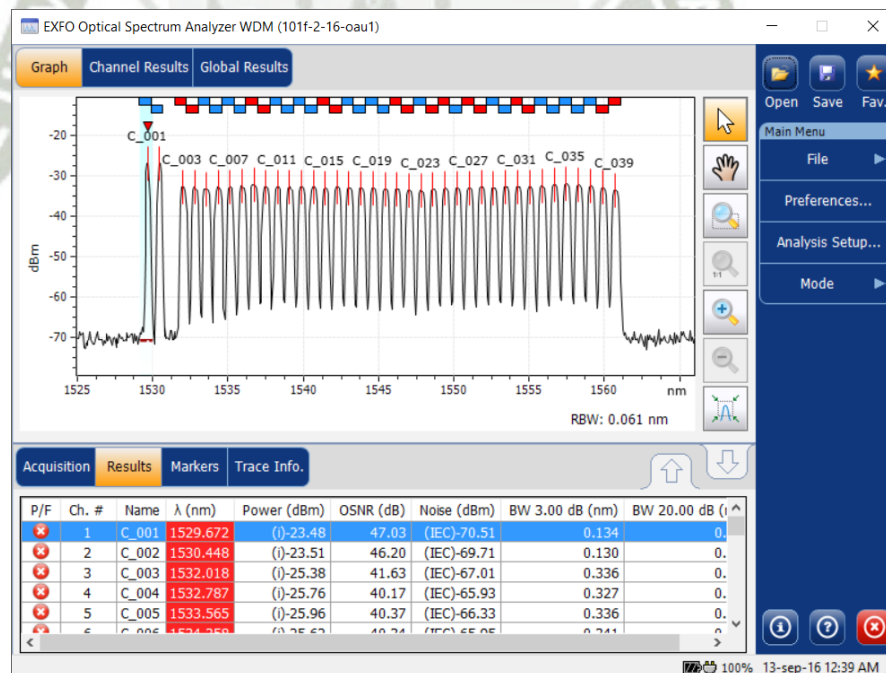 EXFO Optical Spectrum Analyzer WDM (101f-2-16-oau1)
Graph Channel Results Global Results
Open Save Fav.
Main Menu
File
Preferences...
Analysis Setup...
Mode
-20
-30
-40
-50
-60
-70
dBm
C_001
C_003 C_007 C_011 C_015 C_019 C_023 C_027 C_031 C_035 C_039
1525 1530 1535 1540 1545 1550 1555 1560 nm
RBW: 0.061 nm
1:1
Acquisition Results Markers Trace Info.
P/F Ch. # Name λ (nm) Power (dBm) OSNR (dB) Noise (dBm) BW 3.00 dB (nm) BW 20.00 dB
1 C_001 1529.672 (i)-23.48 47.03 (IEC)-70.51 0.134 0.
2 C_002 1530.448 (i)-23.51 46.20 (IEC)-69.71 0.130 0.
3 C_003 1532.018 (i)-25.38 41.63 (IEC)-67.01 0.336 0.
4 C_004 1532.787 (i)-25.76 40.17 (IEC)-65.93 0.327 0.
5 C_005 1533.565 (i)-25.96 40.37 (IEC)-66.33 0.336 0.
100% 13-sep-16 12:39 AM